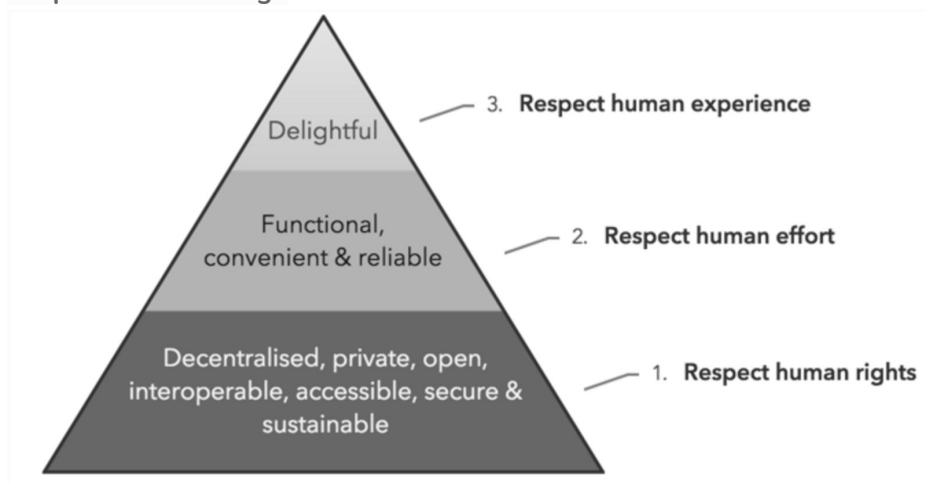 Delightful
3. Respect human experience
Functional,
convenient & reliable
2. Respect human effort
Decentralised, private, open,
interoperable, accessible, secure &
sustainable
1. Respect human rights